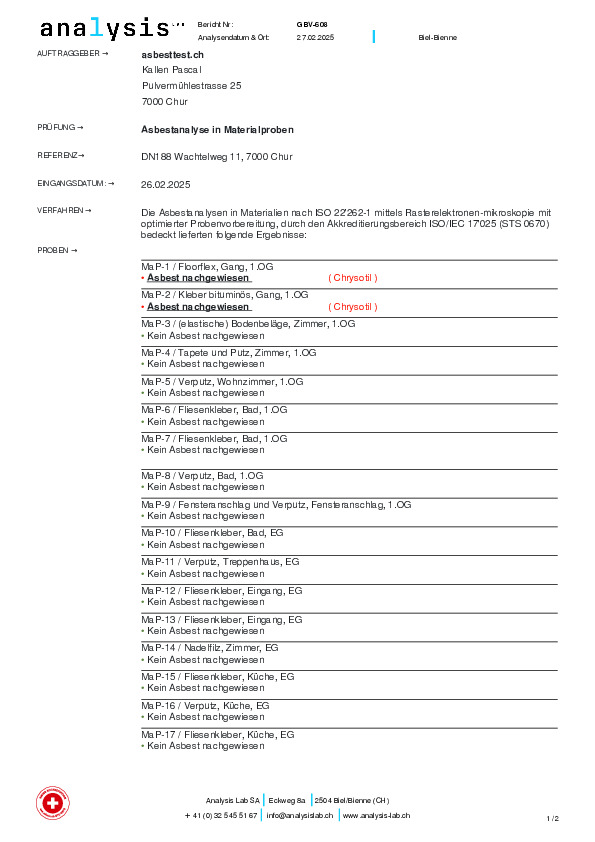 analysis
Bericht Nr: GBV-608
Analysendatum & Ort: 27.02.2025 Biel-Bienne
AUFTRAGGEBER → asbesttest.ch
Kallen Pascal
Pulvermühlestrasse 25
7000 Chur
PRÜFUNG → Asbestanalyse in Materialproben
REFERENZ → DN188 Wachtelweg 11, 7000 Chur
EINGANGSDATUM: → 26.02.2025
VERFAHREN → Die Asbestanalysen in Materialien nach ISO 22'262-1 mittels Rasterelektronen-mikroskopie mit
optimierter Probenvorbereitung, durch den Akkreditierungsbereich ISO/IEC 17'025 (STS 0670)
bedeckt lieferten folgende Ergebnisse:
PROBEN →
MaP-1 / Floorflex, Gang, 1.OG
• Asbest nachgewiesen ( Chrysotil )
MaP-2 / Kleber bituminös, Gang, 1.OG
• Asbest nachgewiesen ( Chrysotil )
MaP-3 / (elastische) Bodenbeläge, Zimmer, 1.OG
• Kein Asbest nachgewiesen
MaP-4 / Tapete und Putz, Zimmer, 1.OG
• Kein Asbest nachgewiesen
MaP-5 / Verputz, Wohnzimmer, 1.OG
• Kein Asbest nachgewiesen
MaP-6 / Fliesenkleber, Bad, 1.OG
• Kein Asbest nachgewiesen
MaP-7 / Fliesenkleber, Bad, 1.OG
• Kein Asbest nachgewiesen
MaP-8 / Verputz, Bad, 1.OG
• Kein Asbest nachgewiesen
MaP-9 / Fensteranschlag und Verputz, Fensteranschlag, 1.OG
• Kein Asbest nachgewiesen
MaP-10 / Fliesenkleber, Bad, EG
• Kein Asbest nachgewiesen
MaP-11 / Verputz, Treppenhaus, EG
• Kein Asbest nachgewiesen
MaP-12 / Fliesenkleber, Eingang, EG
• Kein Asbest nachgewiesen
MaP-13 / Fliesenkleber, Eingang, EG
• Kein Asbest nachgewiesen
MaP-14 / Nadelfilz, Zimmer, EG
• Kein Asbest nachgewiesen
MaP-15 / Fliesenkleber, Küche, EG
• Kein Asbest nachgewiesen
MaP-16 / Verputz, Küche, EG
• Kein Asbest nachgewiesen
MaP-17 / Fliesenkleber, Küche, EG
• Kein Asbest nachgewiesen
Analysis Lab SA | Eckweg 8a | 2504 Biel/Bienne (CH)
+ 41 (0) 32 545 51 67 | info@analysislab.ch | www.analysis-lab.ch
1 / 2